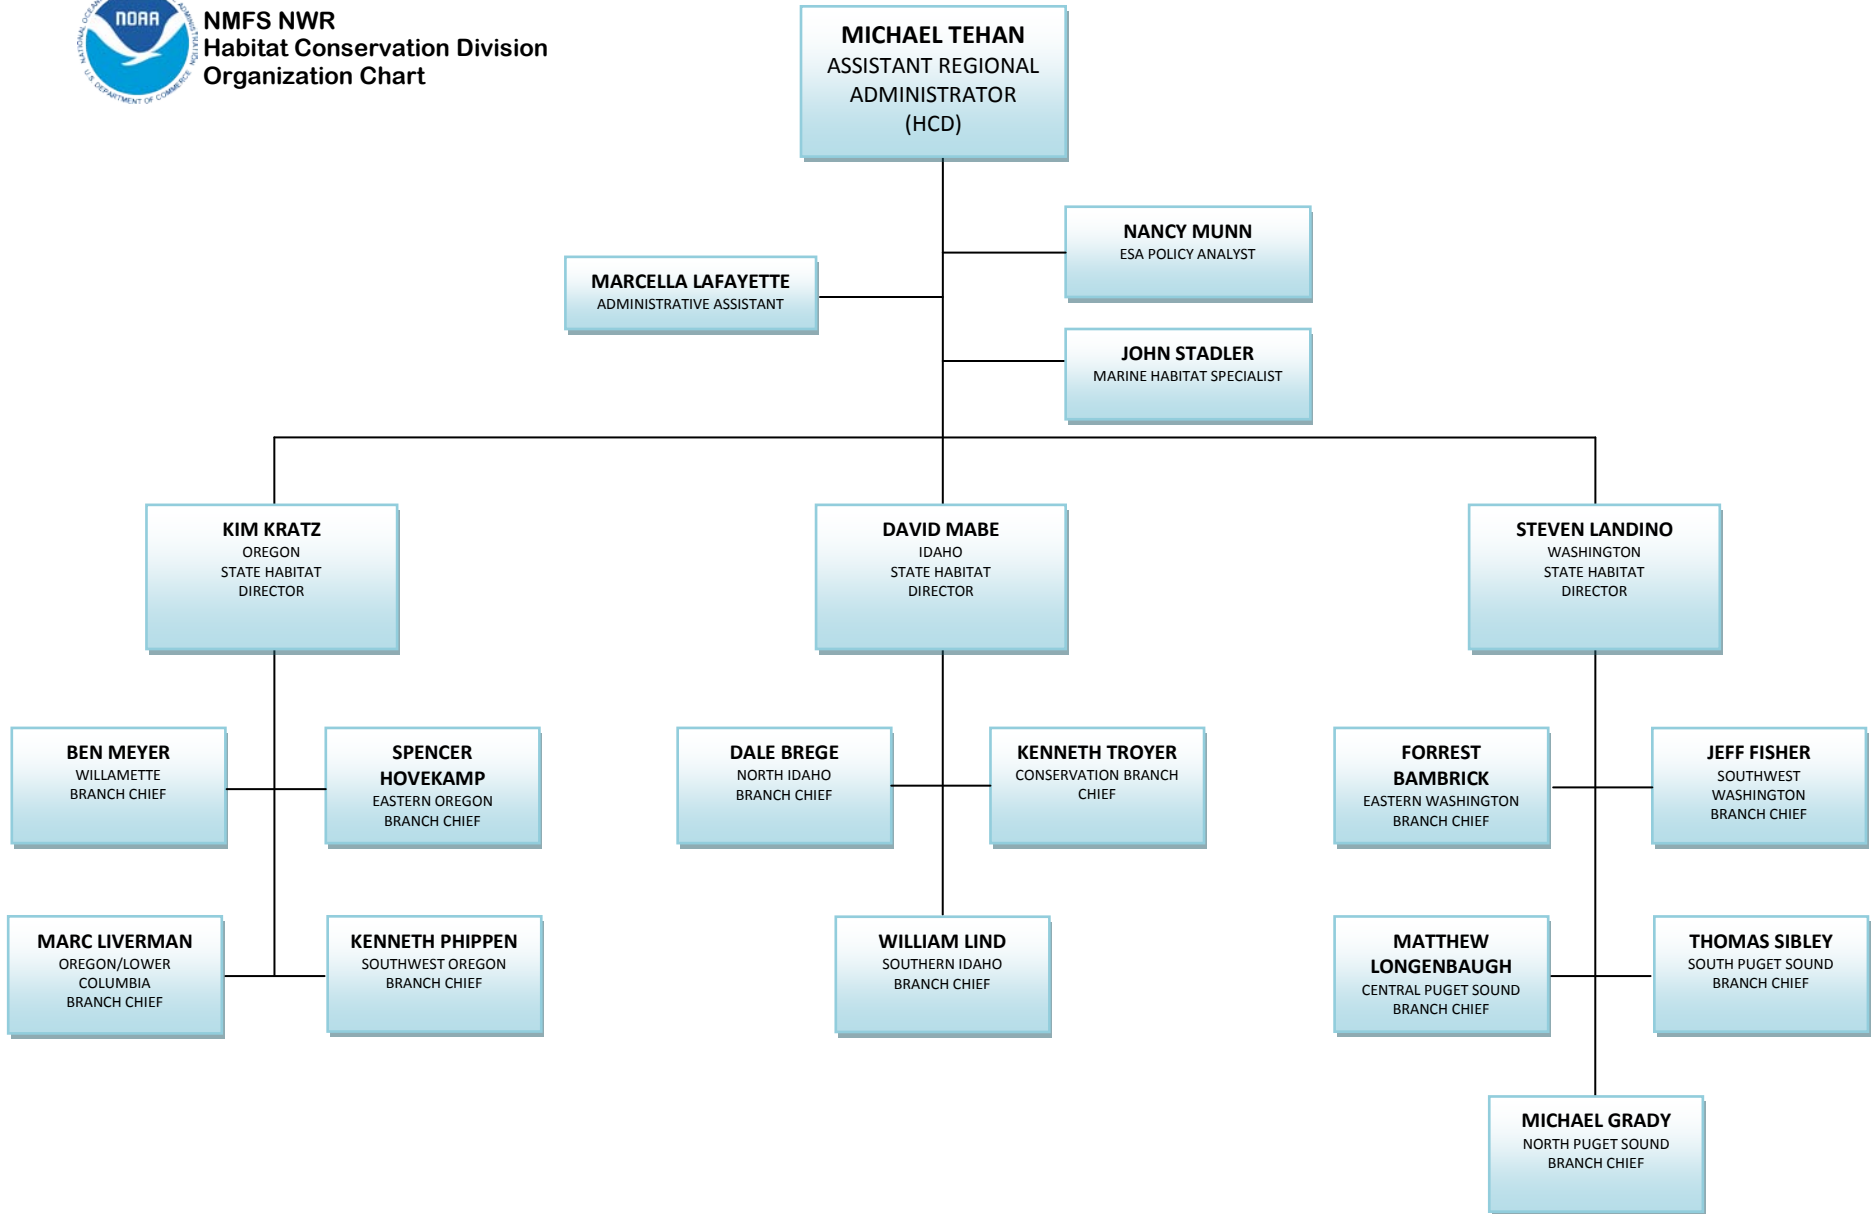 NOAA
NATIONAL OCEAN
ADMINISTRATION
U.S. DEPARTMENT OF COMMERCE
NMFS NWR
Habitat Conservation Division
Organization Chart
MICHAEL TEHAN
ASSISTANT REGIONAL
ADMINISTRATOR
(HCD)
NANCY MUNN
ESA POLICY ANALYST
MARCELLA LAFAYETTE
ADMINISTRATIVE ASSISTANT
JOHN STADLER
MARINE HABITAT SPECIALIST
KIM KRATZ
OREGON
STATE HABITAT
DIRECTOR
DAVID MABE
IDAHO
STATE HABITAT
DIRECTOR
STEVEN LANDINO
WASHINGTON
STATE HABITAT
DIRECTOR
BEN MEYER
WILLAMETTE
BRANCH CHIEF
SPENCER
HOVEKAMP
EASTERN OREGON
BRANCH CHIEF
DALE BREGE
NORTH IDAHO
BRANCH CHIEF
KENNETH TROYER
CONSERVATION BRANCH
CHIEF
FORREST
BAMBRICK
EASTERN WASHINGTON
BRANCH CHIEF
JEFF FISHER
SOUTHWEST
WASHINGTON
BRANCH CHIEF
MARC LIVERMAN
OREGON/LOWER
COLUMBIA
BRANCH CHIEF
KENNETH PHIPPEN
SOUTHWEST OREGON
BRANCH CHIEF
WILLIAM LIND
SOUTHERN IDAHO
BRANCH CHIEF
MATTHEW
LONGENBAUGH
CENTRAL PUGET SOUND
BRANCH CHIEF
THOMAS SIBLEY
SOUTH PUGET SOUND
BRANCH CHIEF
MICHAEL GRADY
NORTH PUGET SOUND
BRANCH CHIEF